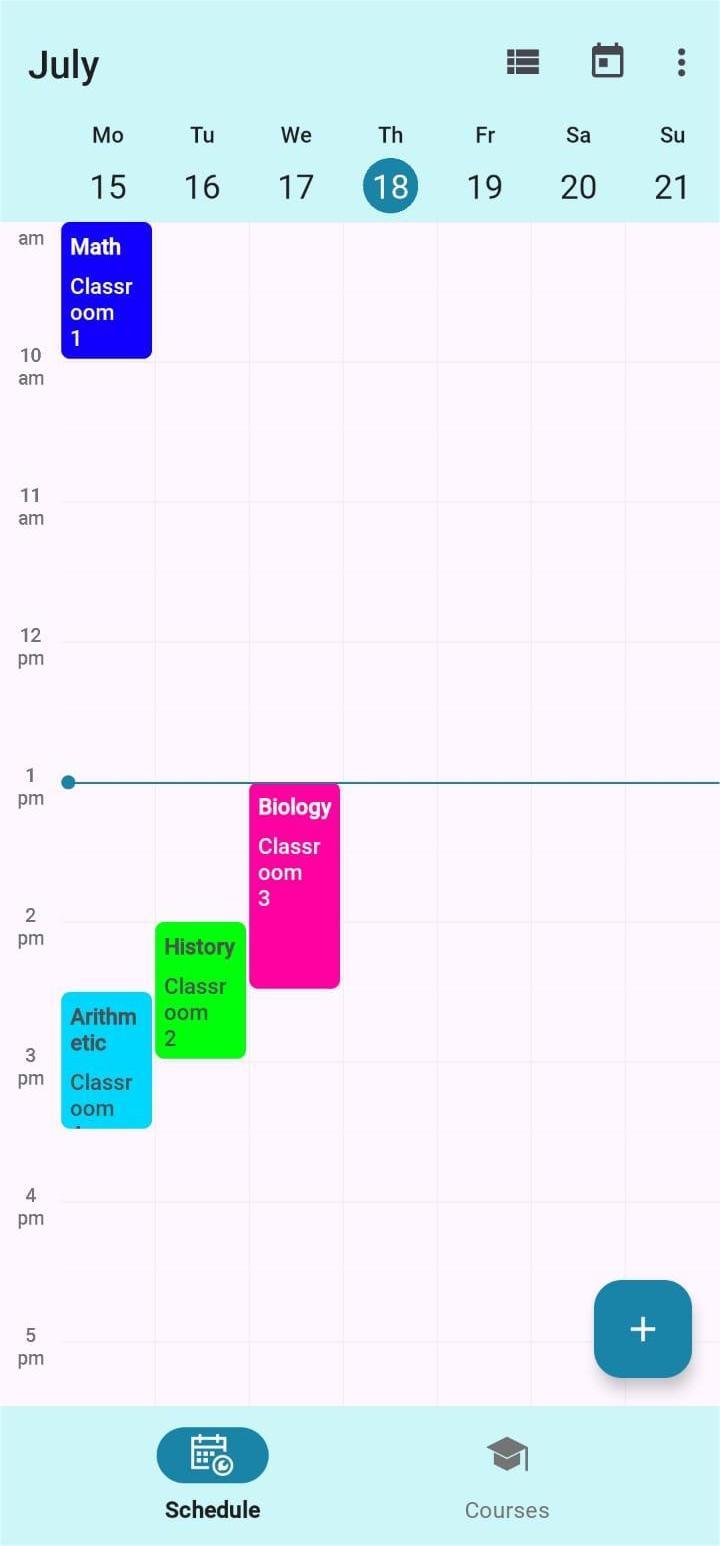 July
Mo Tu We Th Fr Sa Su
15 16 17 18 19 20 21
am
Math
Classr
oom
1
10
am
11
am
12
pm
1
pm
Biology
Classr
oom
3
2
pm
History
Classr
oom
2
Arithm
etic
Classr
oom
3
pm
4
pm
5
pm
+
Schedule
Courses